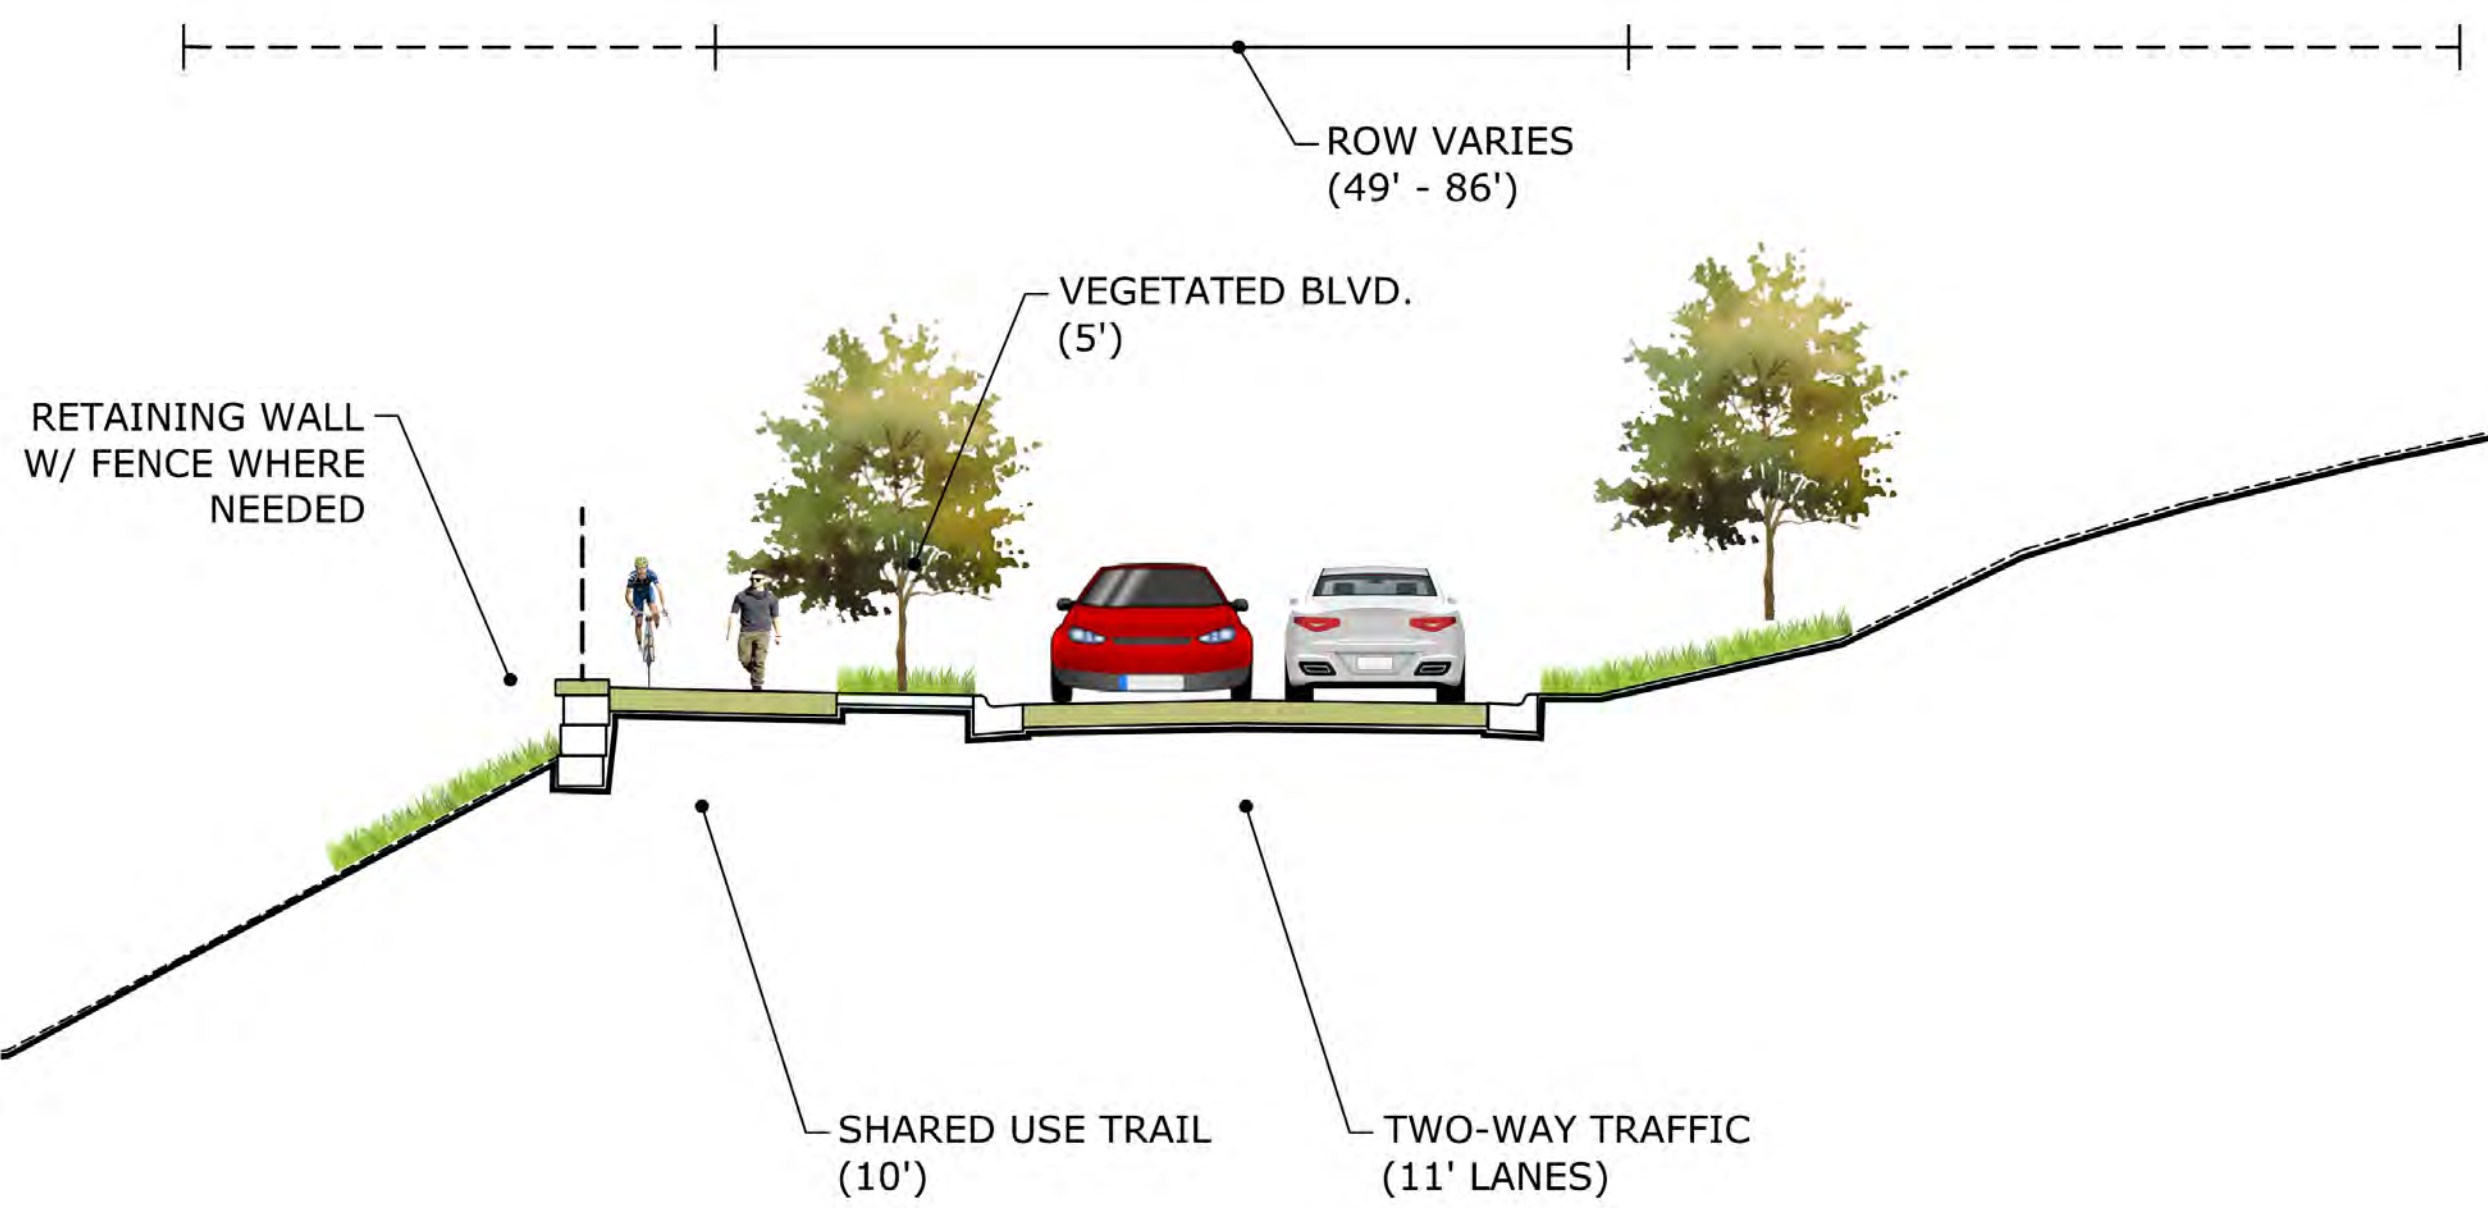 ROW VARIES
(49' - 86')
VEGETATED BLVD.
(5')
RETAINING WALL
W/ FENCE WHERE
NEEDED
SHARED USE TRAIL
(10')
TWO-WAY TRAFFIC
(11' LANES)